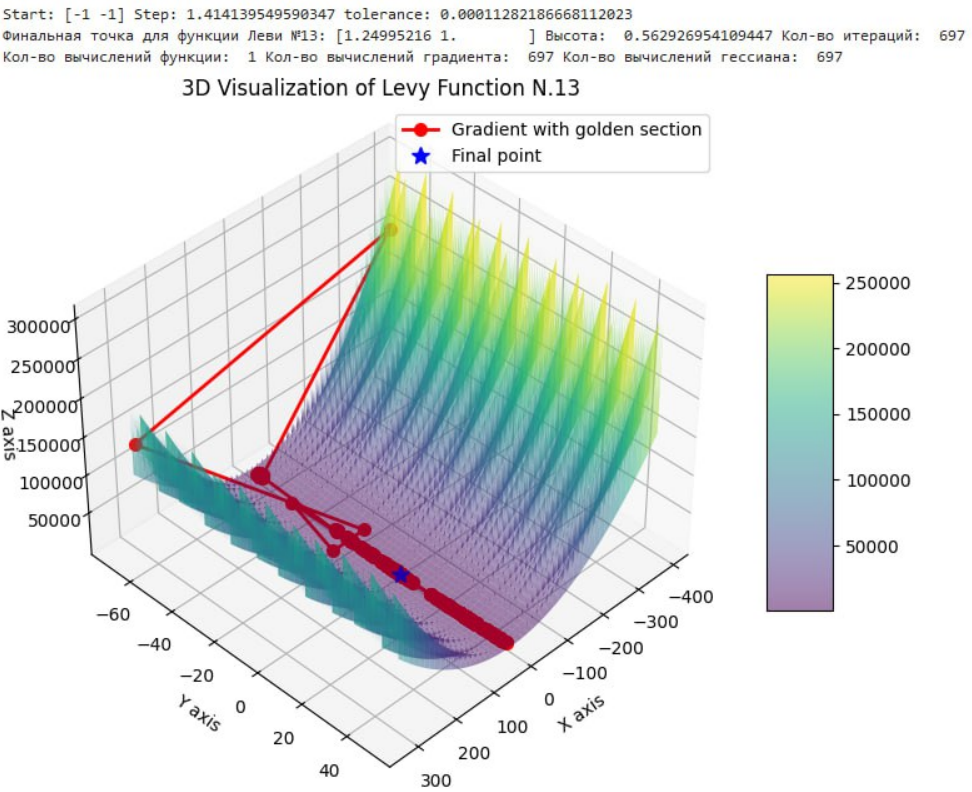 Start: [-1 -1] Step: 1.414139549590347 tolerance: 0.00011282186668112023
Финальная точка для функции Леви №13: [1.24995216 1.        ] Высота:  0.562926954109447 Кол-во итераций:  697
Кол-во вычислений функции:  1 Кол-во вычислений градиента:  697 Кол-во вычислений гессиана:  697
3D Visualization of Levy Function N.13
Gradient with golden section
Final point
300000
250000
200000
150000
100000
50000
Z axis
−60
−40
−20
0
20
40
Y axis
−400
−300
−200
−100
0
100
200
300
X axis
250000
200000
150000
100000
50000